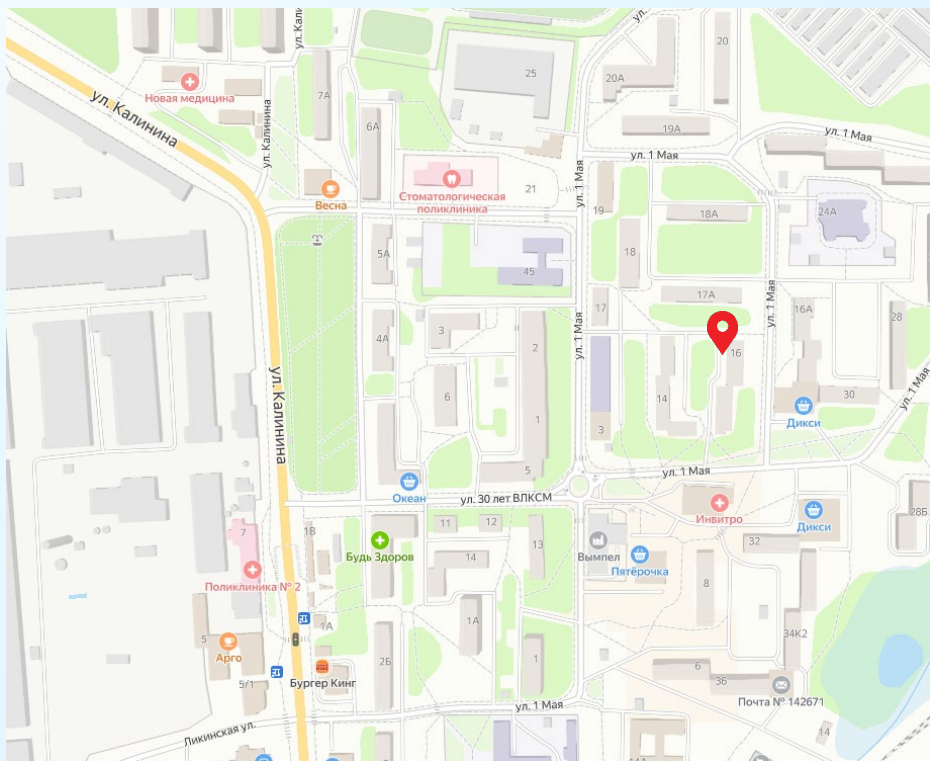 ул. Кали
20
25
20А
Новая медицина
7А
ул. Калинина
6А
19А
ул. 1 Мая
ул. 1 Мая
ул. Калинина
ул. 1 Мая
Стоматологическая
поликлиника
21
Весна
19
18А
24А
18
5А
45
17А
ул. 1 Мая
17
16А
28
ул. 1 Мая
3
4А
2
16
ул. 1 Мая
ул. Калинина
6
14
30
1
Дикси
3
5
ул. 1 Мая
Океан
ул. 30 лет ВЛКСМ
Инвитро
Дикси
28Б
7
1В
11
12
Будь Здоров
13
Вымпел
32
14
Пятёрочка
Поликлиника № 2
8
1А
1А
34К2
5
Арго
2Б
1
6
36
5/1
Бургер Кинг
Почта № 142671
ул. 1 Мая
Ликинская ул.
14